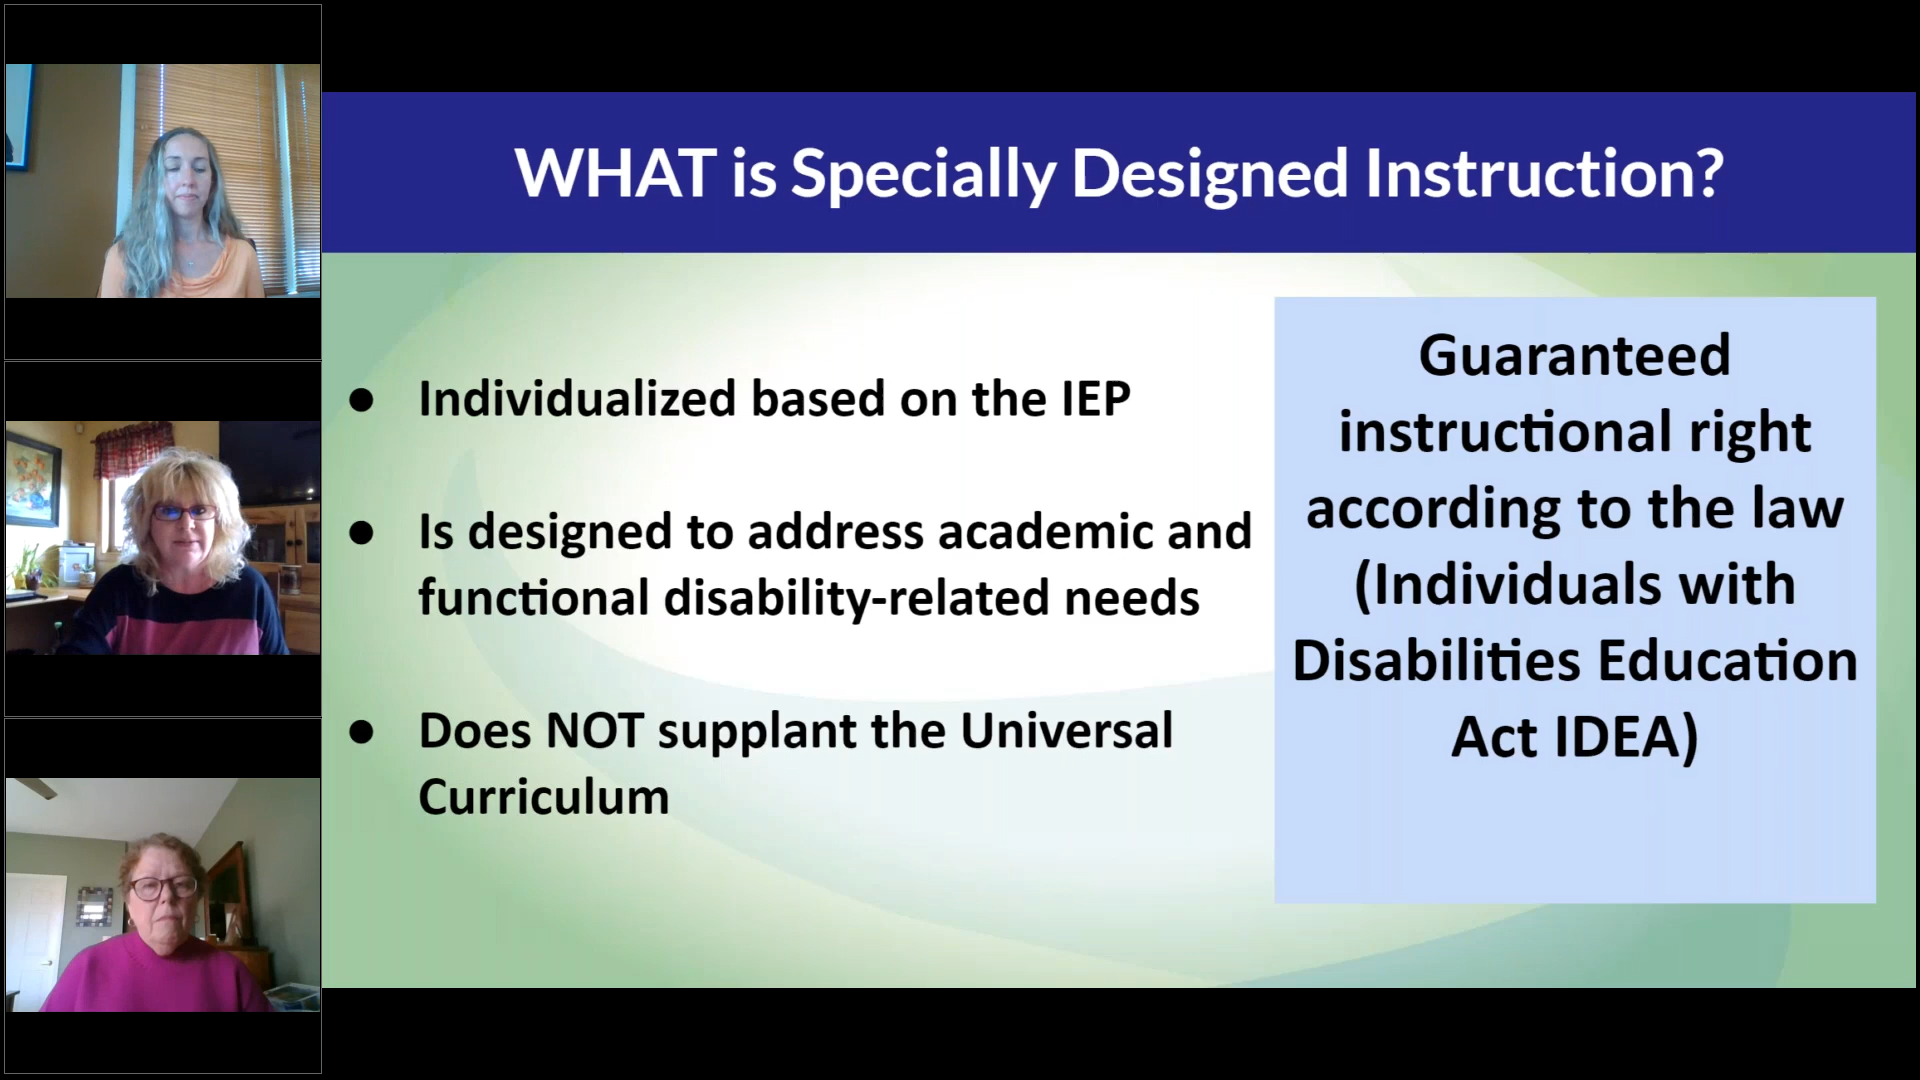 WHAT is Specially Designed Instruction?
● Individualized based on the IEP
● Is designed to address academic and
functional disability-related needs
● Does NOT supplant the Universal
Curriculum
Guaranteed
instructional right
according to the law
(Individuals with
Disabilities Education
Act IDEA)